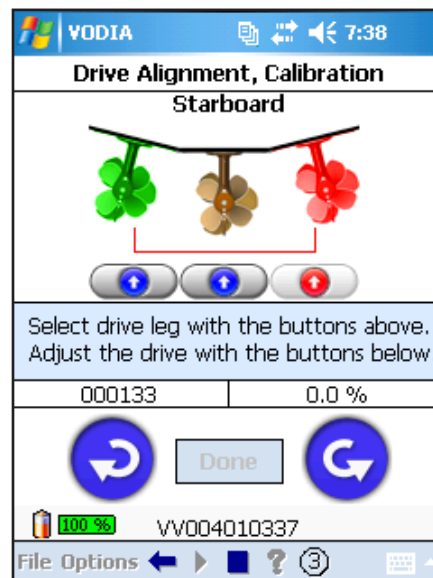 VODIA 7:38
Drive Alignment, Calibration
Starboard
Select drive leg with the buttons above.
Adjust the drive with the buttons below
000133 0.0 %
Done
100 % VV004010337
File Options ? 3